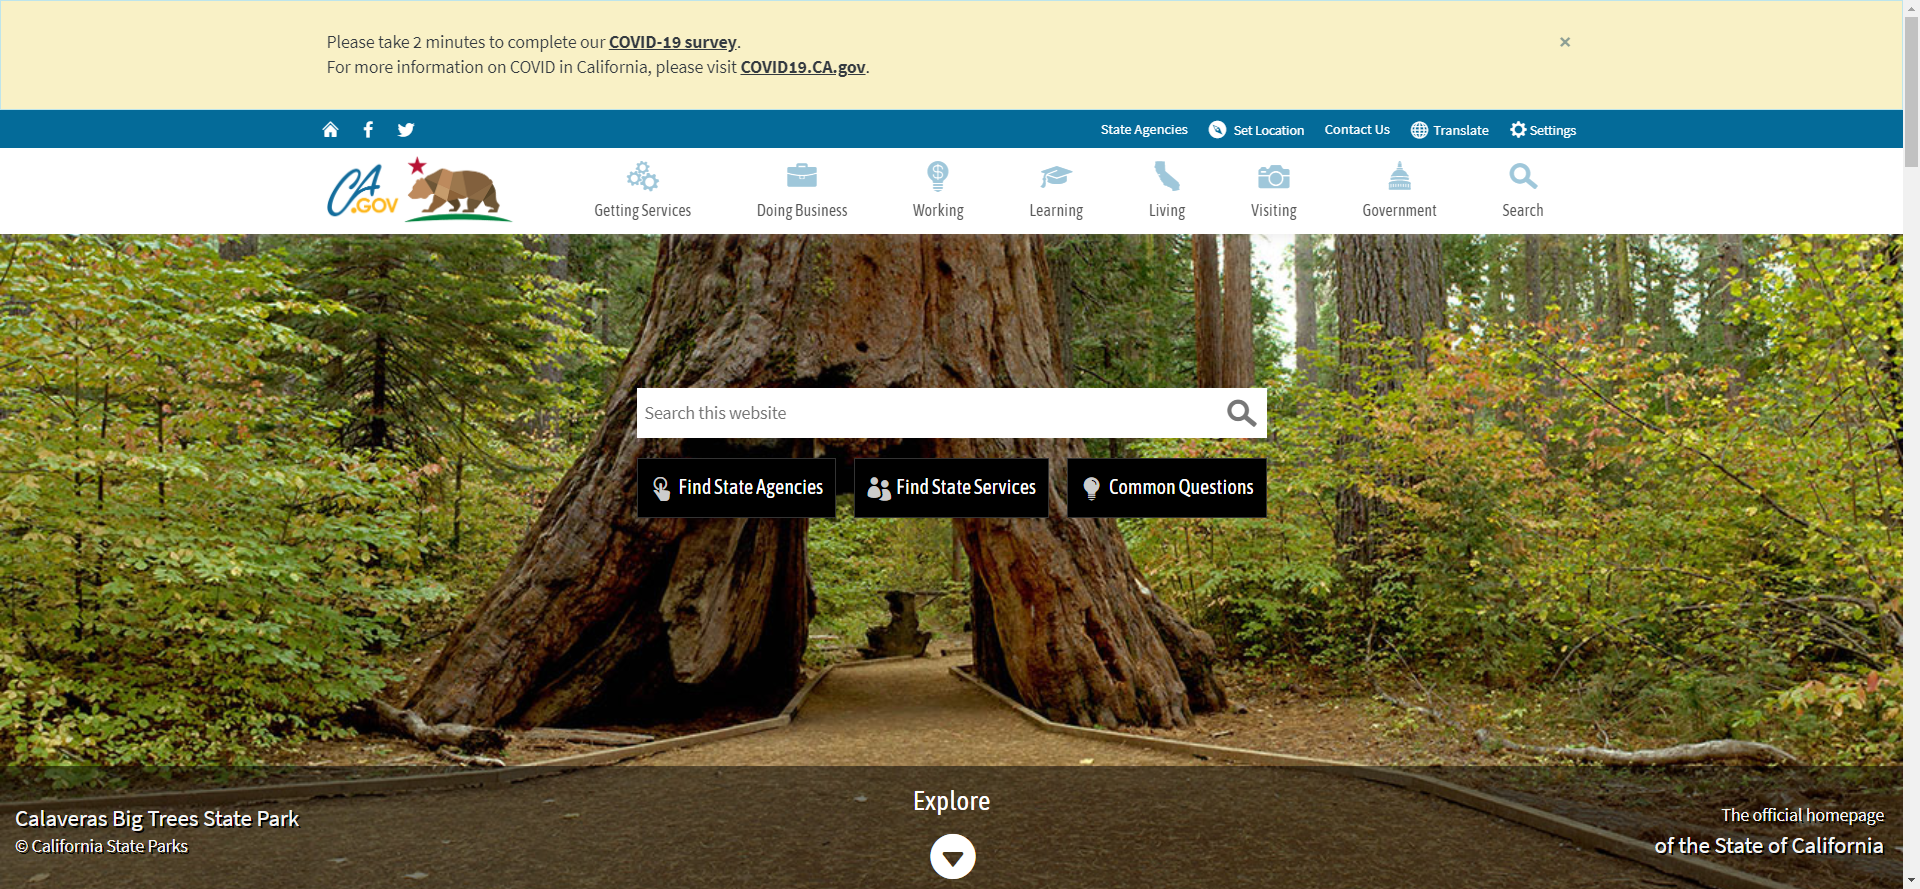 Please take 2 minutes to complete our COVID-19 survey.
×
For more information on COVID in California, please visit COVID19.CA.gov.
State Agencies
Set Location
Contact Us
Translate
Settings
CA.GOV
Getting Services
Doing Business
Working
Learning
Living
Visiting
Government
Search
Search this website
Find State Agencies
Find State Services
Common Questions
Explore
Calaveras Big Trees State Park
© California State Parks
The official homepage
of the State of California